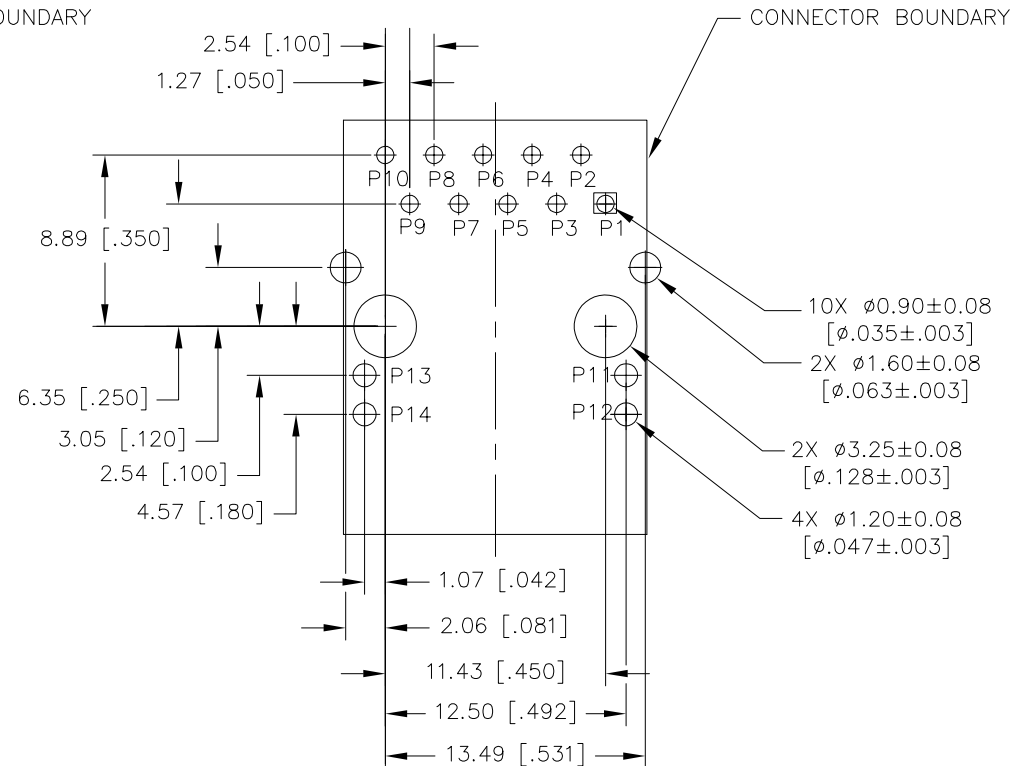 OUNDARY
CONNECTOR BOUNDARY
2.54 [.100]
1.27 [.050]
P10
P8
P6
P4
P2
P9
P7
P5
P3
P1
8.89 [.350]
10X ø0.90±0.08
[ø.035±.003]
2X ø1.60±0.08
[ø.063±.003]
P13
P11
6.35 [.250]
P14
P12
3.05 [.120]
2X ø3.25±0.08
[ø.128±.003]
2.54 [.100]
4.57 [.180]
4X ø1.20±0.08
[ø.047±.003]
1.07 [.042]
2.06 [.081]
11.43 [.450]
12.50 [.492]
13.49 [.531]